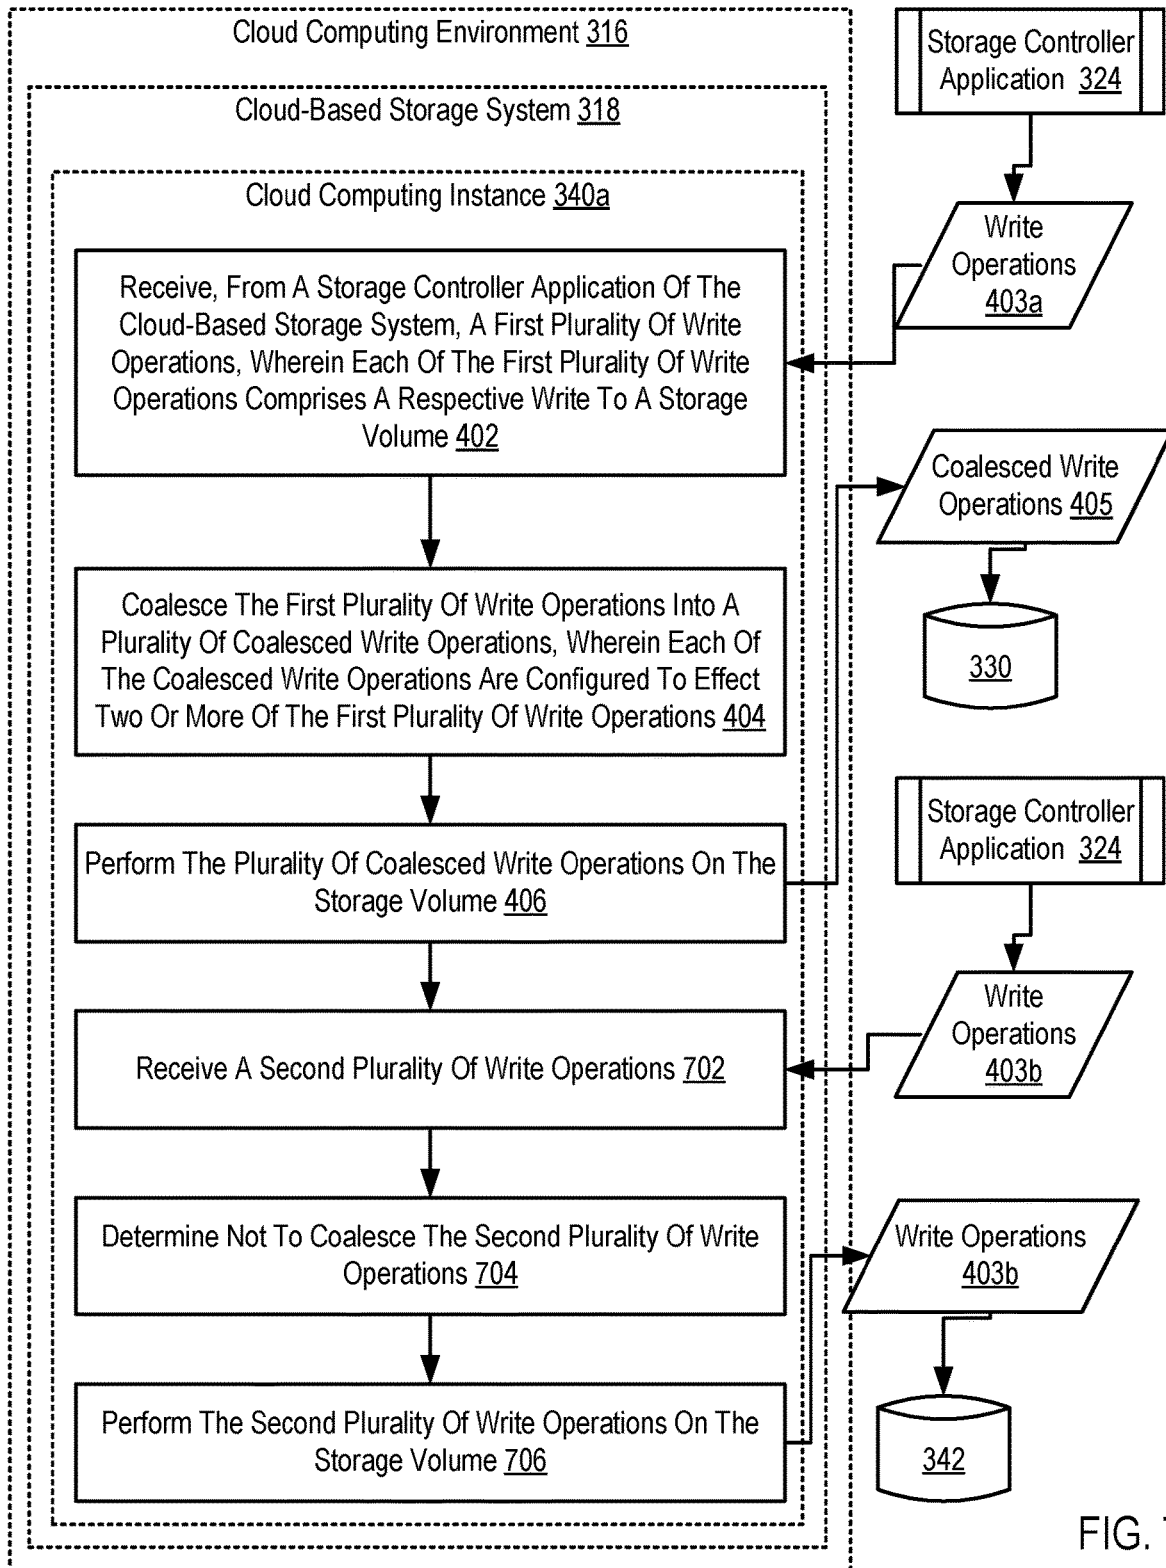 Cloud Computing Environment 316
Cloud-Based Storage System 318
Cloud Computing Instance 340a
Receive, From A Storage Controller Application Of The
Cloud-Based Storage System, A First Plurality Of Write
Operations, Wherein Each Of The First Plurality Of Write
Operations Comprises A Respective Write To A Storage
Volume 402
Coalesce The First Plurality Of Write Operations Into A
Plurality Of Coalesced Write Operations, Wherein Each Of
The Coalesced Write Operations Are Configured To Effect
Two Or More Of The First Plurality Of Write Operations 404
Perform The Plurality Of Coalesced Write Operations On The
Storage Volume 406
Receive A Second Plurality Of Write Operations 702
Determine Not To Coalesce The Second Plurality Of Write
Operations 704
Perform The Second Plurality Of Write Operations On The
Storage Volume 706
Storage Controller
Application 324
Write
Operations
403a
Coalesced Write
Operations 405
330
Storage Controller
Application 324
Write
Operations
403b
Write Operations
403b
342
FIG.